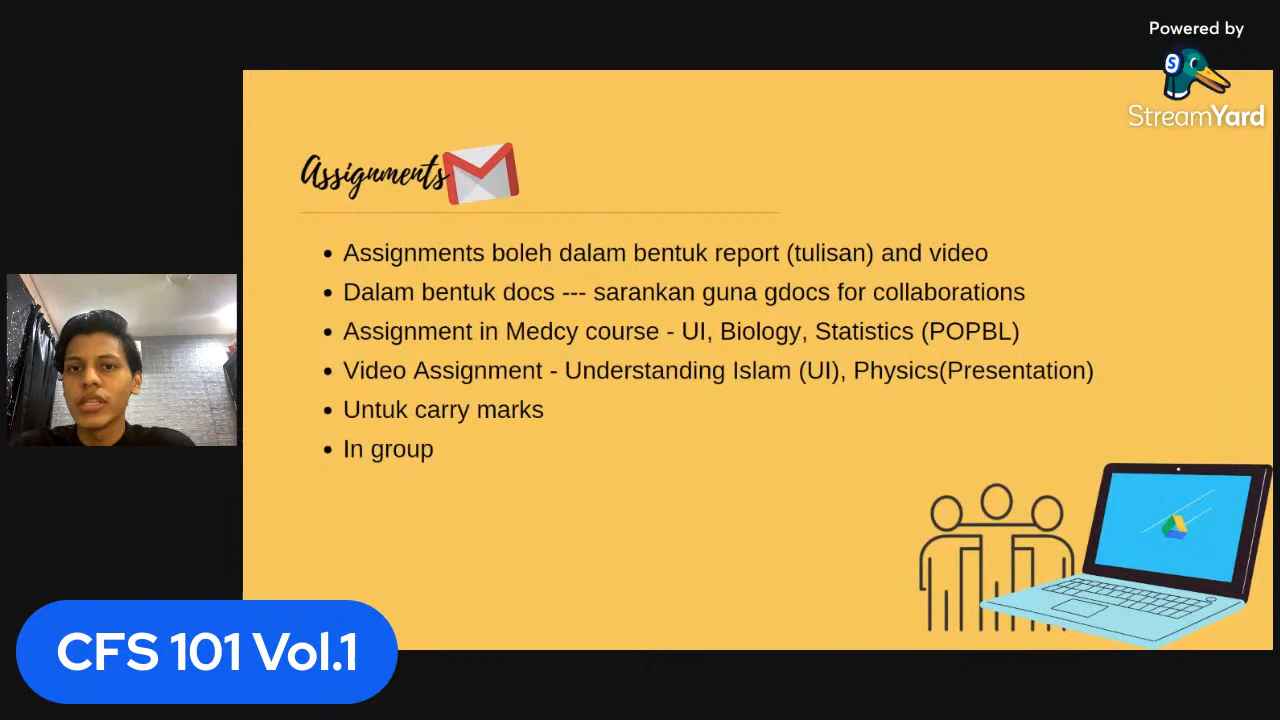 Powered by
StreamYard
Assignments
Assignments boleh dalam bentuk report (tulisan) and video
Dalam bentuk docs --- sarankan guna gdocs for collaborations
Assignment in Medcy course - UI, Biology, Statistics (POPBL)
Video Assignment - Understanding Islam (UI), Physics(Presentation)
Untuk carry marks
In group
CFS 101 Vol.1